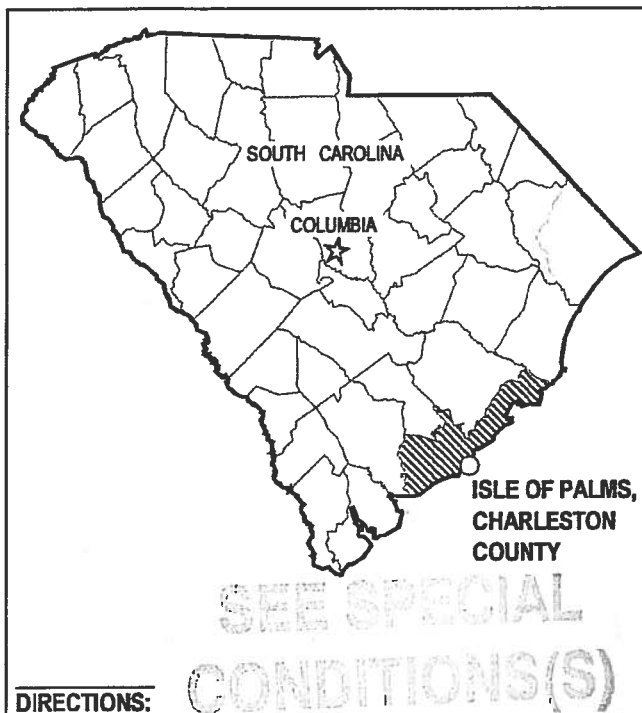 SOUTH CAROLINA
COLUMBIA
ISLE OF PALMS,
CHARLESTON
COUNTY
SEE SPECIAL
CONDITIONS(S)
DIRECTIONS: